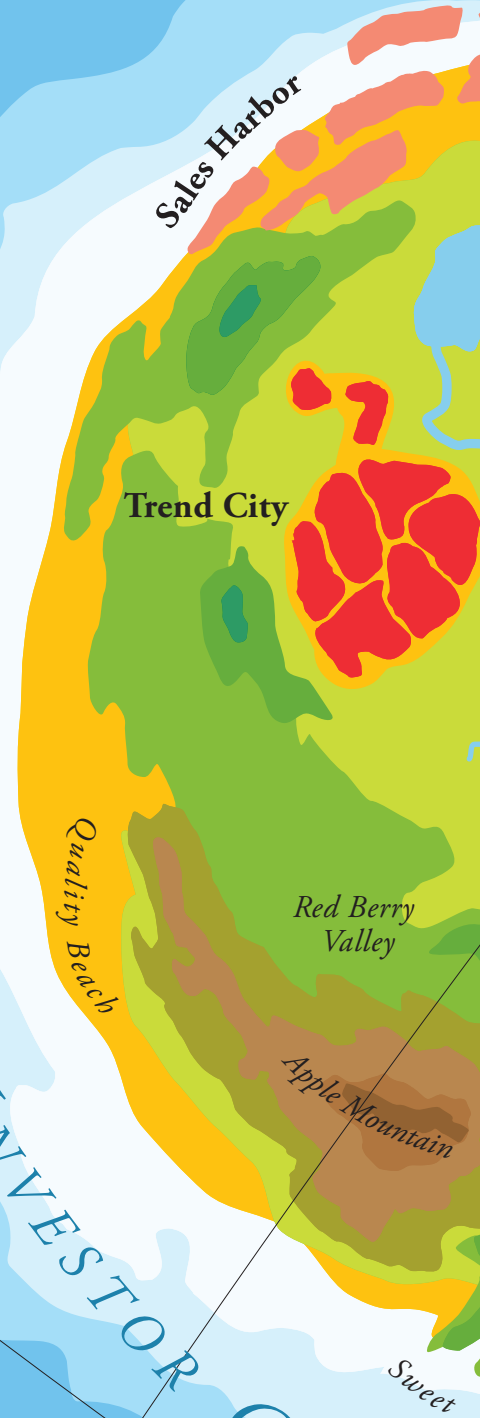 Sales Harbor
Trend City
Quality Beach
Red Berry
Valley
Apple Mountain
NVESTOR
Sweet